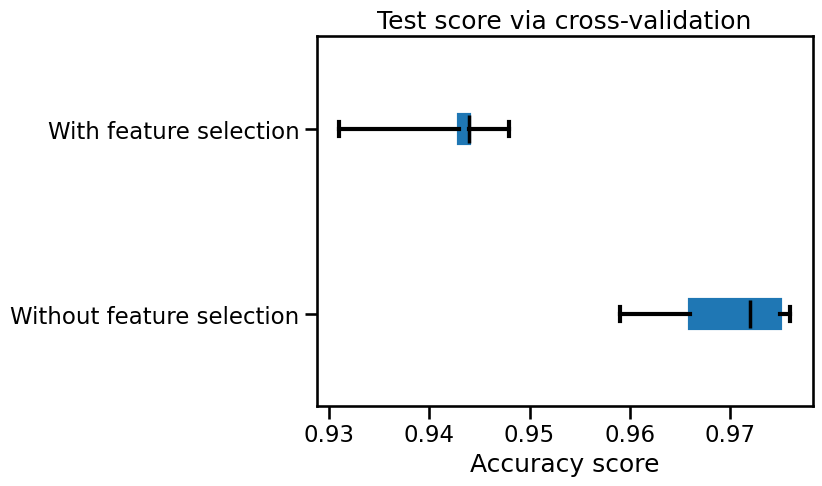 Test score via cross-validation
With feature selection
Without feature selection
0.93 0.94 0.95 0.96 0.97
Accuracy score